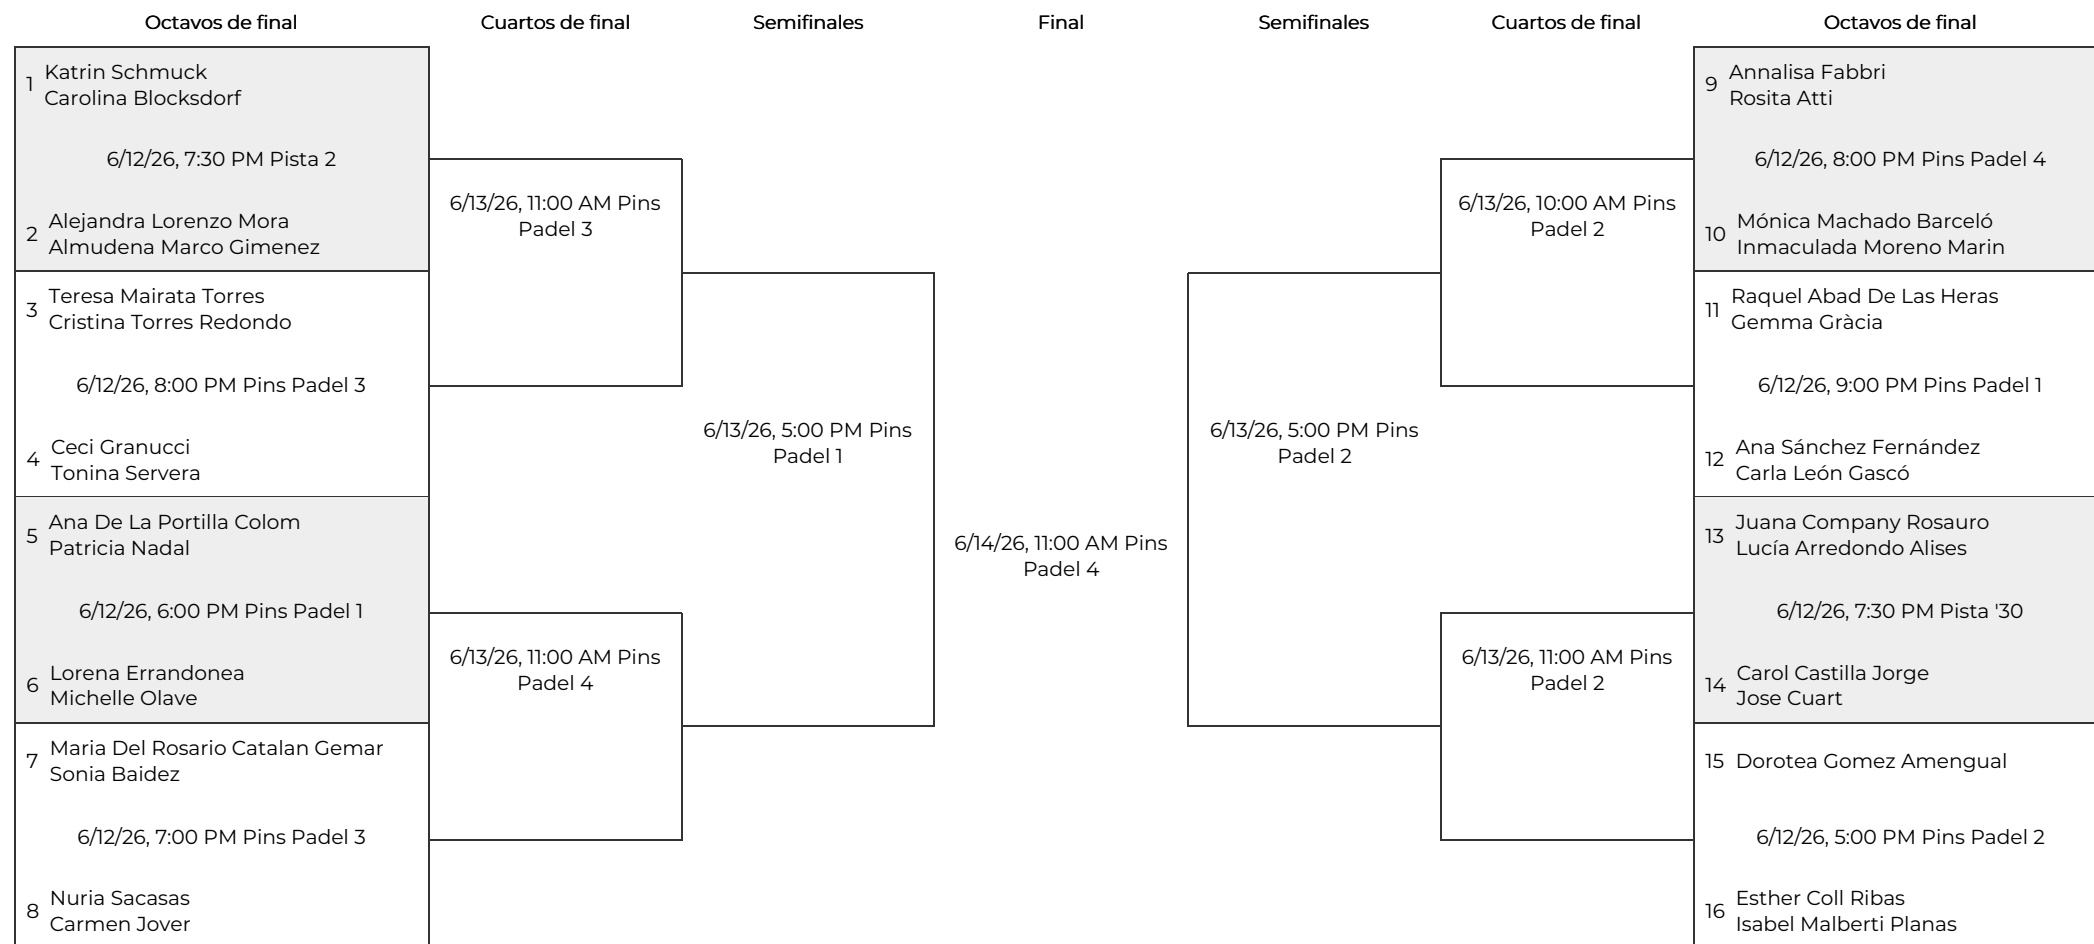 Octavos de final
Cuartos de final
Semifinales
Final
Semifinales
Cuartos de final
Octavos de final
1
Katrin Schmuck
Carolina Blocksdorf
6/12/26, 7:30 PM Pista 2
2
Alejandra Lorenzo Mora
Almudena Marco Gimenez
3
Teresa Mairata Torres
Cristina Torres Redondo
6/12/26, 8:00 PM Pins Padel 3
4
Ceci Granucci
Tonina Servera
5
Ana De La Portilla Colom
Patricia Nadal
6/12/26, 6:00 PM Pins Padel 1
6
Lorena Errandonea
Michelle Olave
7
Maria Del Rosario Catalan Gemar
Sonia Baidez
6/12/26, 7:00 PM Pins Padel 3
8
Nuria Sacasas
Carmen Jover
6/13/26, 11:00 AM Pins
Padel 3
6/13/26, 11:00 AM Pins
Padel 4
6/13/26, 5:00 PM Pins
Padel 1
6/14/26, 11:00 AM Pins
Padel 4
6/13/26, 5:00 PM Pins
Padel 2
6/13/26, 10:00 AM Pins
Padel 2
6/13/26, 11:00 AM Pins
Padel 2
9
Annalisa Fabbri
Rosita Atti
6/12/26, 8:00 PM Pins Padel 4
10
Mónica Machado Barceló
Inmaculada Moreno Marin
11
Raquel Abad De Las Heras
Gemma Gràcia
6/12/26, 9:00 PM Pins Padel 1
12
Ana Sánchez Fernández
Carla León Gascó
13
Juana Company Rosauro
Lucía Arredondo Alises
6/12/26, 7:30 PM Pista '30
14
Carol Castilla Jorge
Jose Cuart
15
Dorotea Gomez Amengual
6/12/26, 5:00 PM Pins Padel 2
16
Esther Coll Ribas
Isabel Malberti Planas